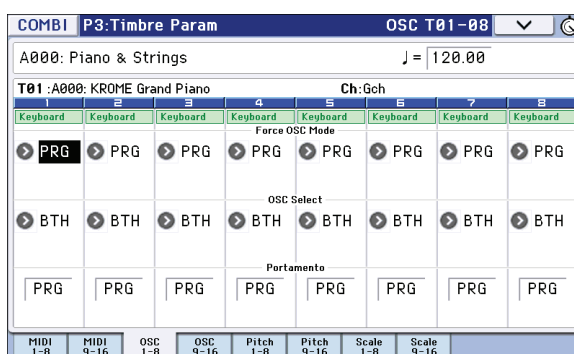 COMBI P3:Timbre Param OSC T01-08
A000: Piano & Strings ♩= 120.00
T01 :A000: KROME Grand Piano Ch:Gch
1 2 3 4 5 6 7 8
Keyboard Keyboard Keyboard Keyboard Keyboard Keyboard Keyboard Keyboard
Force OSC Mode
PRG PRG PRG PRG PRG PRG PRG PRG
OSC Select
BTH BTH BTH BTH BTH BTH BTH BTH
Portamento
PRG PRG PRG PRG PRG PRG PRG PRG
MIDI 1-8 MIDI 9-16 OSC 1-8 OSC 9-16 Pitch 1-8 Pitch 9-16 Scale 1-8 Scale 9-16